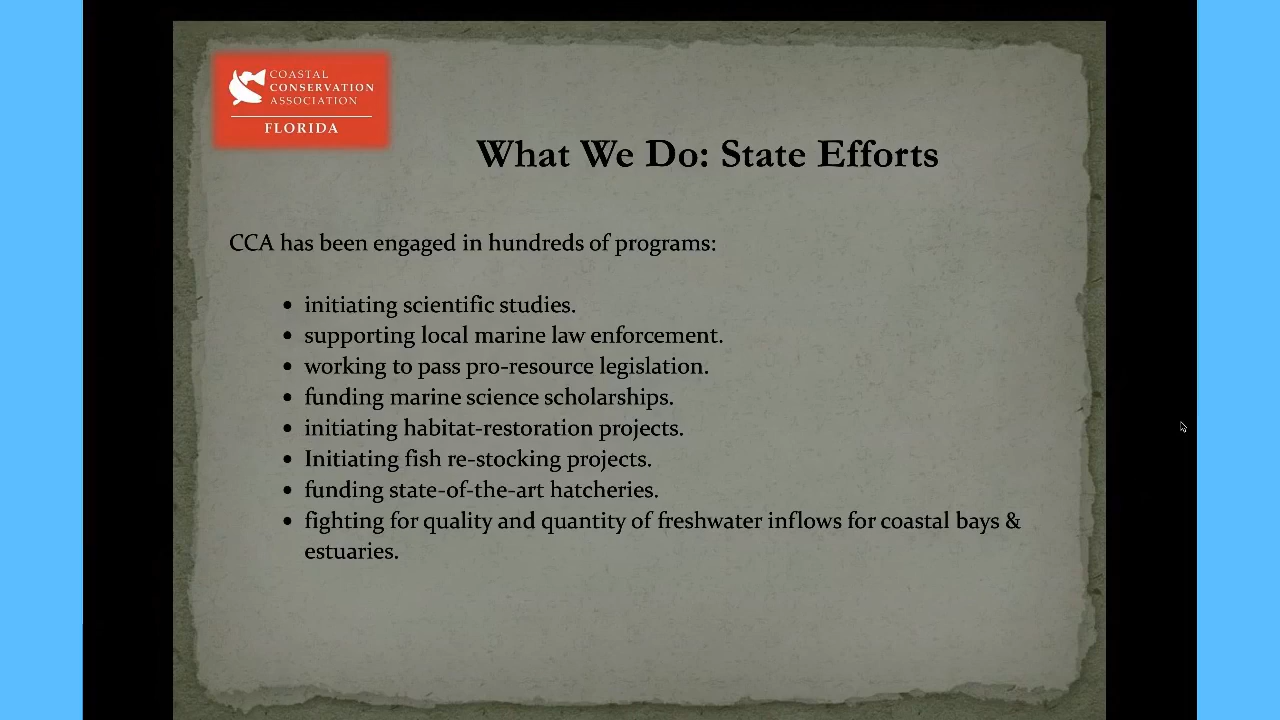 COASTAL
CONSERVATION
ASSOCIATION
FLORIDA
What We Do: State Efforts
CCA has been engaged in hundreds of programs:
• initiating scientific studies.
• supporting local marine law enforcement.
• working to pass pro-resource legislation.
• funding marine science scholarships.
• initiating habitat-restoration projects.
• Initiating fish re-stocking projects.
• funding state-of-the-art hatcheries.
• fighting for quality and quantity of freshwater inflows for coastal bays &
estuaries.